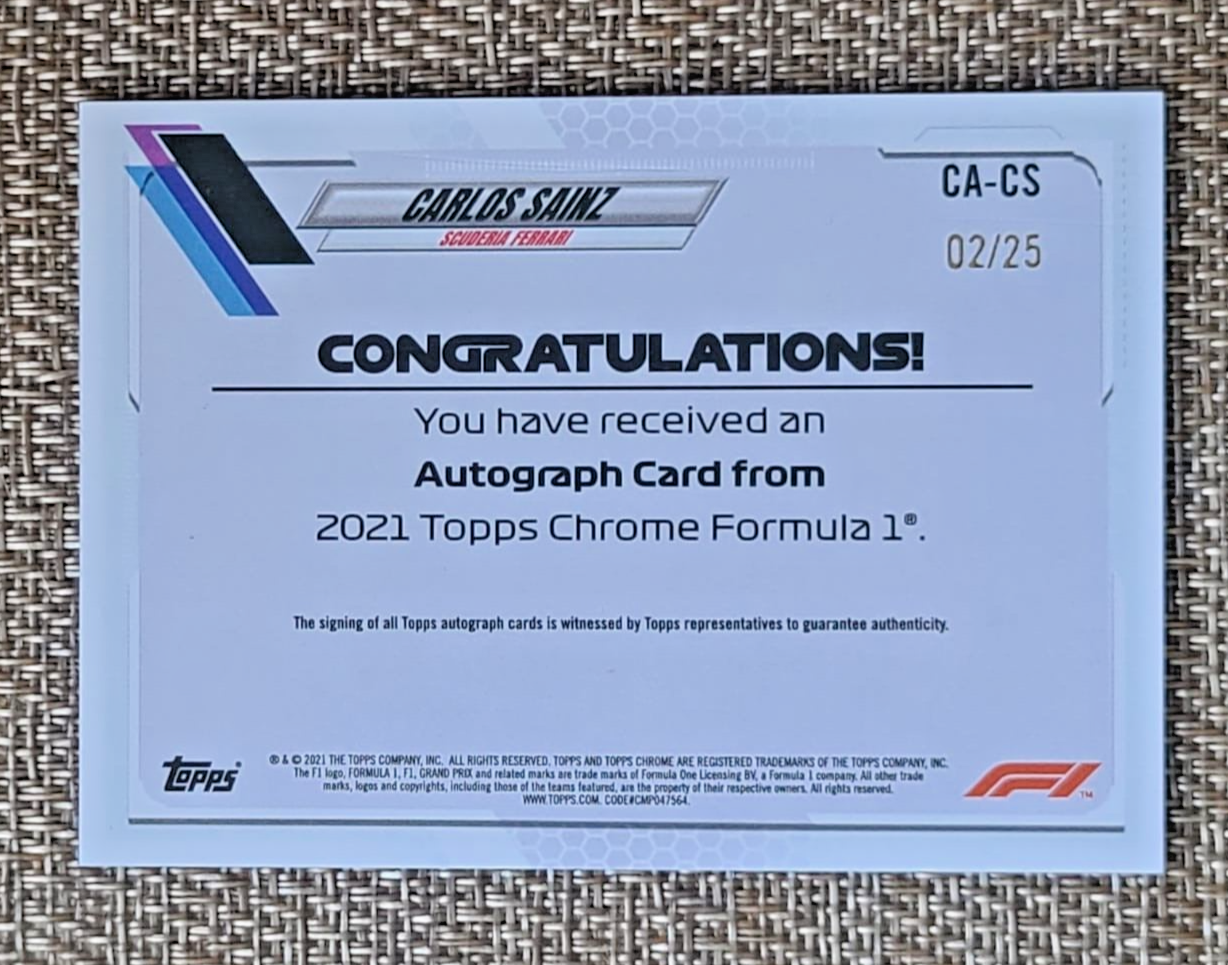 CARLOS SAINZ
SCUDERIA FERRARI
CA-CS
02/25
CONGRATULATIONS!
You have received an
Autograph Card from
2021 Topps Chrome Formula 1®.
The signing of all Topps autograph cards is witnessed by Topps representatives to guarantee authenticity.
topps®
® & © 2021 THE TOPPS COMPANY, INC. ALL RIGHTS RESERVED. TOPPS AND TOPPS CHROME ARE REGISTERED TRADEMARKS OF THE TOPPS COMPANY, INC.
The F1 logo, FORMULA 1, F1, GRAND PRIX and related marks are trade marks of Formula One Licensing BV, a Formula 1 company. All other trade
marks, logos and copyrights, including those of the teams featured, are the property of their respective owners. All rights reserved.
WWW.TOPPS.COM. CODE#CMP047564.
F1™